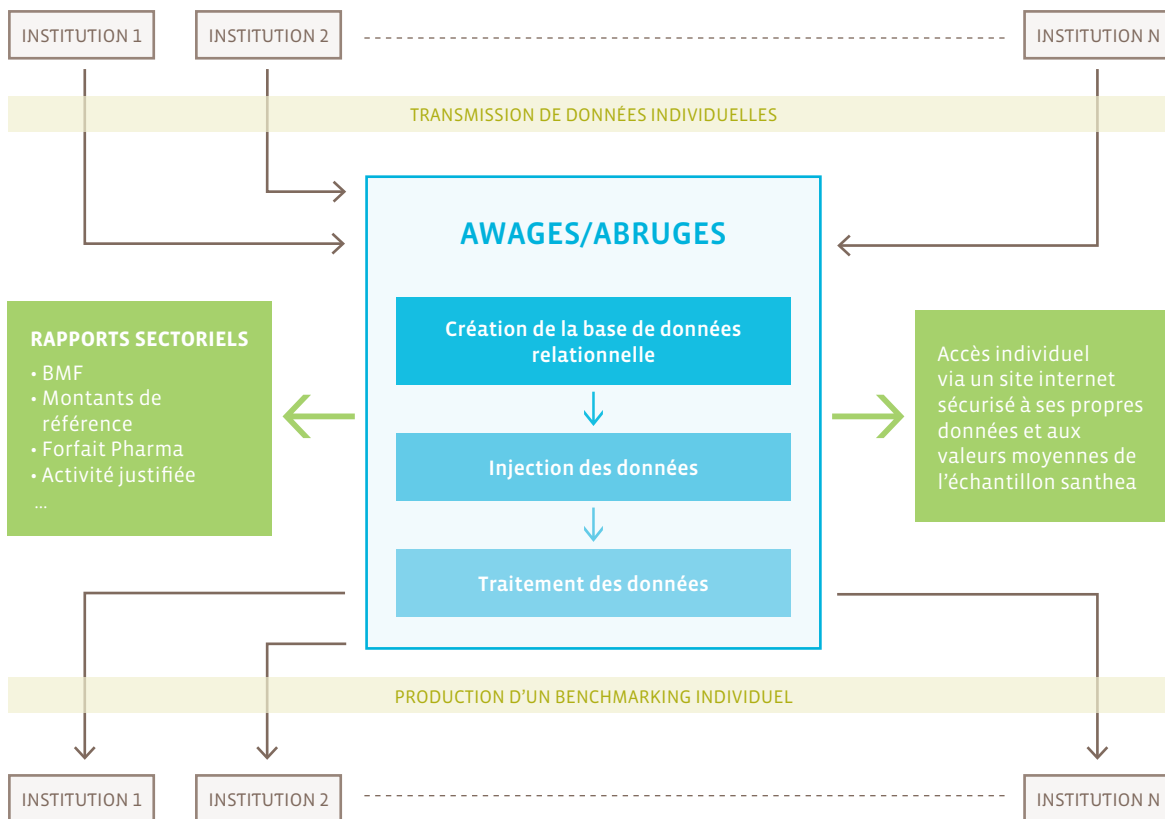 INSTITUTION 1
INSTITUTION 2
INSTITUTION N
TRANSMISSION DE DONNÉES INDIVIDUELLES
AWAGES/ABRUGES
Création de la base de données
relationnelle
Injection des données
Traitement des données
RAPPORTS SECTORIELS
• BMF
• Montants de
référence
• Forfait Pharma
• Activité justifiée
...
Accès individuel
via un site internet
sécurisé à ses propres
données et aux
valeurs moyennes de
l'échantillon santhea
PRODUCTION D'UN BENCHMARKING INDIVIDUEL
INSTITUTION 1
INSTITUTION 2
INSTITUTION N